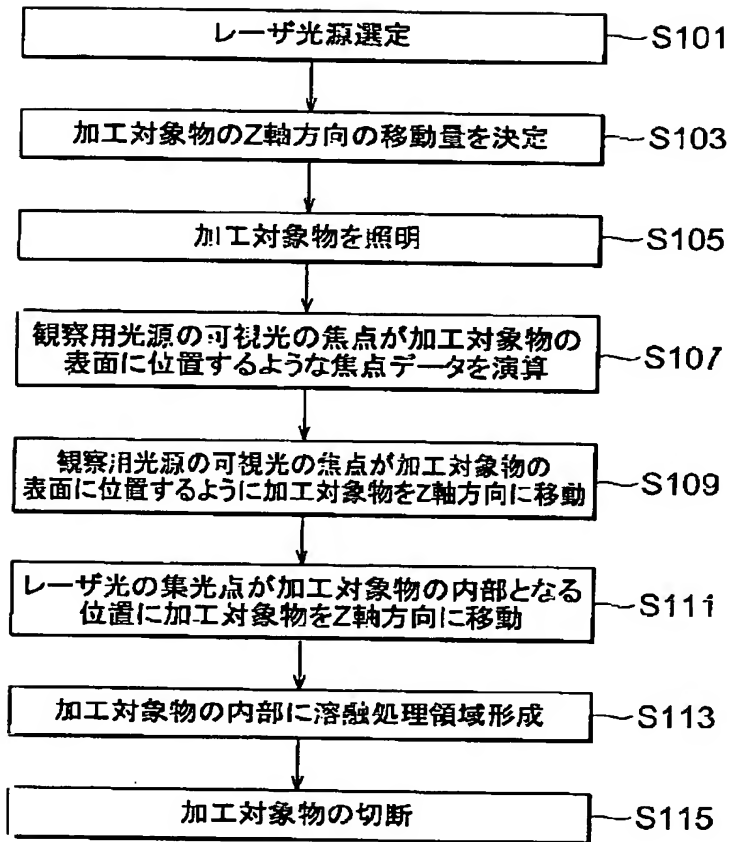 レーザ光源選定 S101
加工対象物のZ軸方向の移動量を決定 S103
加工対象物を照明 S105
観察用光源の可視光の焦点が加工対象物の
表面に位置するような焦点データを演算 S107
観察用光源の可視光の焦点が加工対象物の
表面に位置するように加工対象物をZ軸方向に移動 S109
レーザ光の集光点が加工対象物の内部となる
位置に加工対象物をZ軸方向に移動 S111
加工対象物の内部に溶融処理領域形成 S113
加工対象物の切断 S115